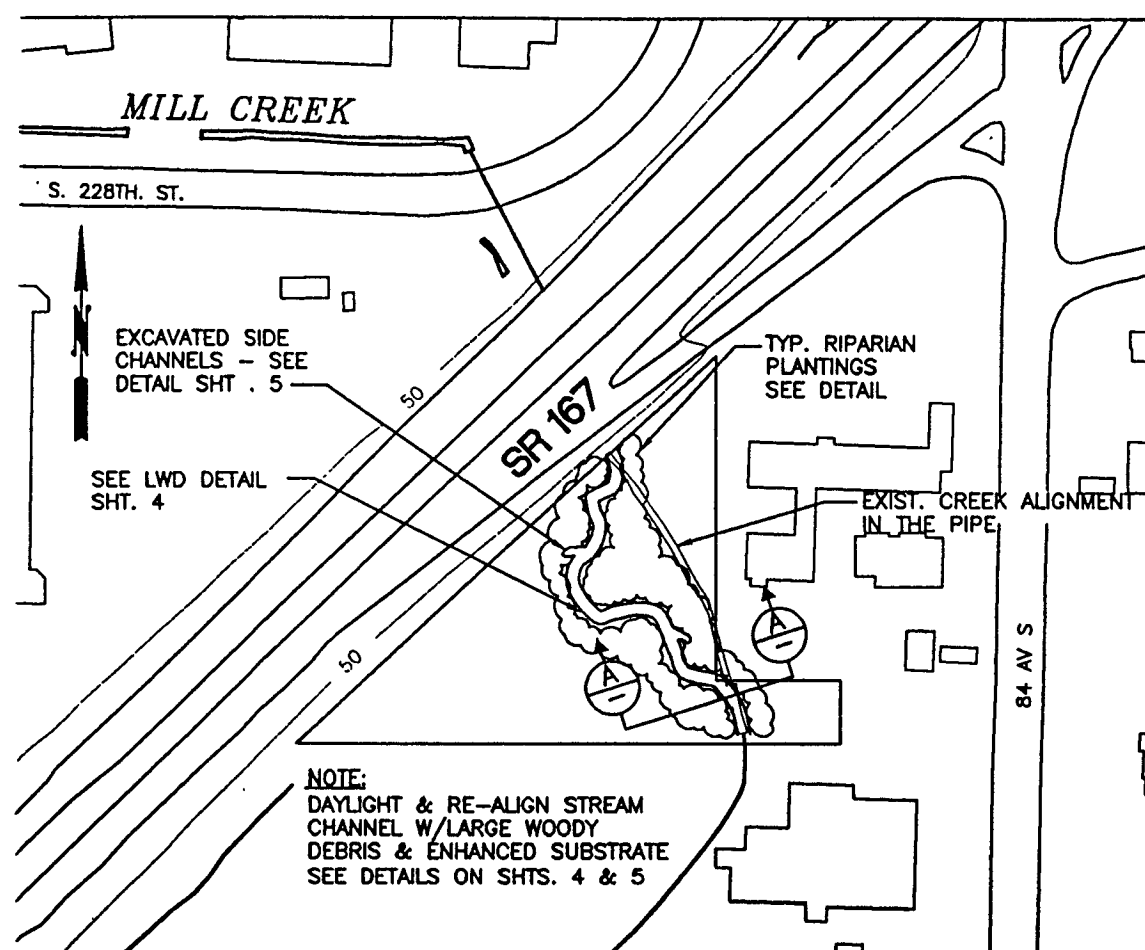 MILL CREEK
S. 228TH. ST.
N
EXCAVATED SIDE
CHANNELS - SEE
DETAIL SHT . 5
TYP. RIPARIAN
PLANTINGS
SEE DETAIL
50
SR 167
SEE LWD DETAIL
SHT. 4
EXIST. CREEK ALIGNMENT
IN THE PIPE
A
A
50
84 AV S
NOTE:
DAYLIGHT & RE-ALIGN STREAM
CHANNEL W/LARGE WOODY
DEBRIS & ENHANCED SUBSTRATE
SEE DETAILS ON SHTS. 4 & 5